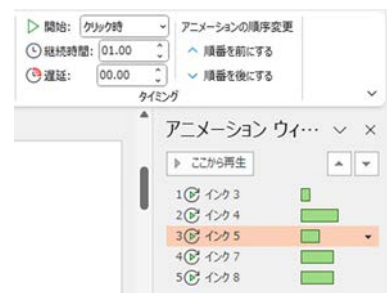 開始: クリック時
アニメーションの順序変更
継続時間: 01.00
順番を前にする
遅延: 00.00
順番を後にする
タイミング
アニメーション ウィ…
ここから再生
1 インク 3
2 インク 4
3 インク 5
4 インク 7
5 インク 8